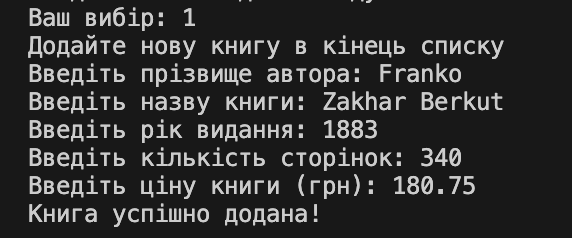 Ваш вибір: 1
Додайте нову книгу в кінець списку
Введіть прізвище автора: Franko
Введіть назву книги: Zakhar Berkut
Введіть рік видання: 1883
Введіть кількість сторінок: 340
Введіть ціну книги (грн): 180.75
Книга успішно додана!